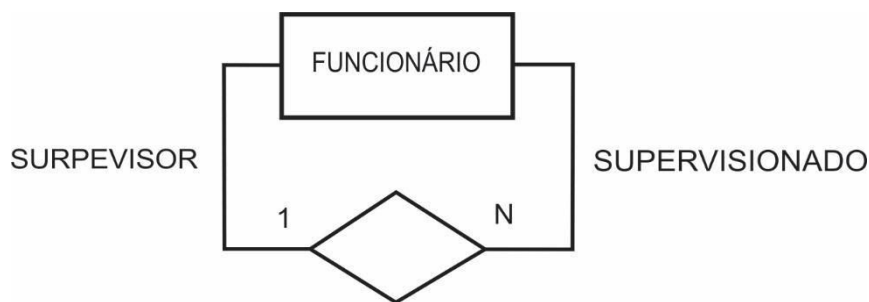 FUNCIONÁRIO
SURPEVISOR
SUPERVISIONADO
1
N